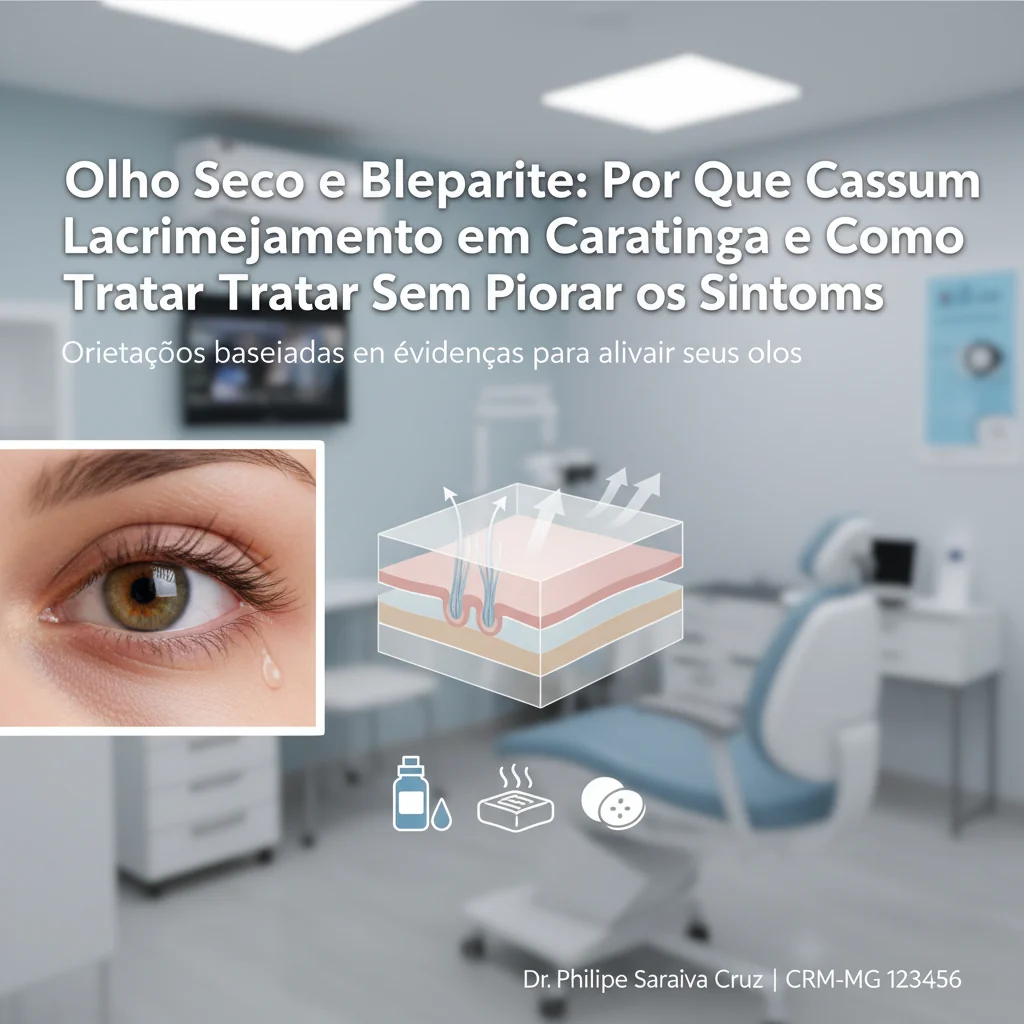 Olho Seco e Bleparite: Por Que Cassum
Lacrimejamento em Caratinga e Como
Tratar Tratar Sem Piorar os Sintoms
Orietaçõos baseiadas en évidenças para alivair seus olos
Dr. Philipe Saraiva Cruz | CRM-MG 123456